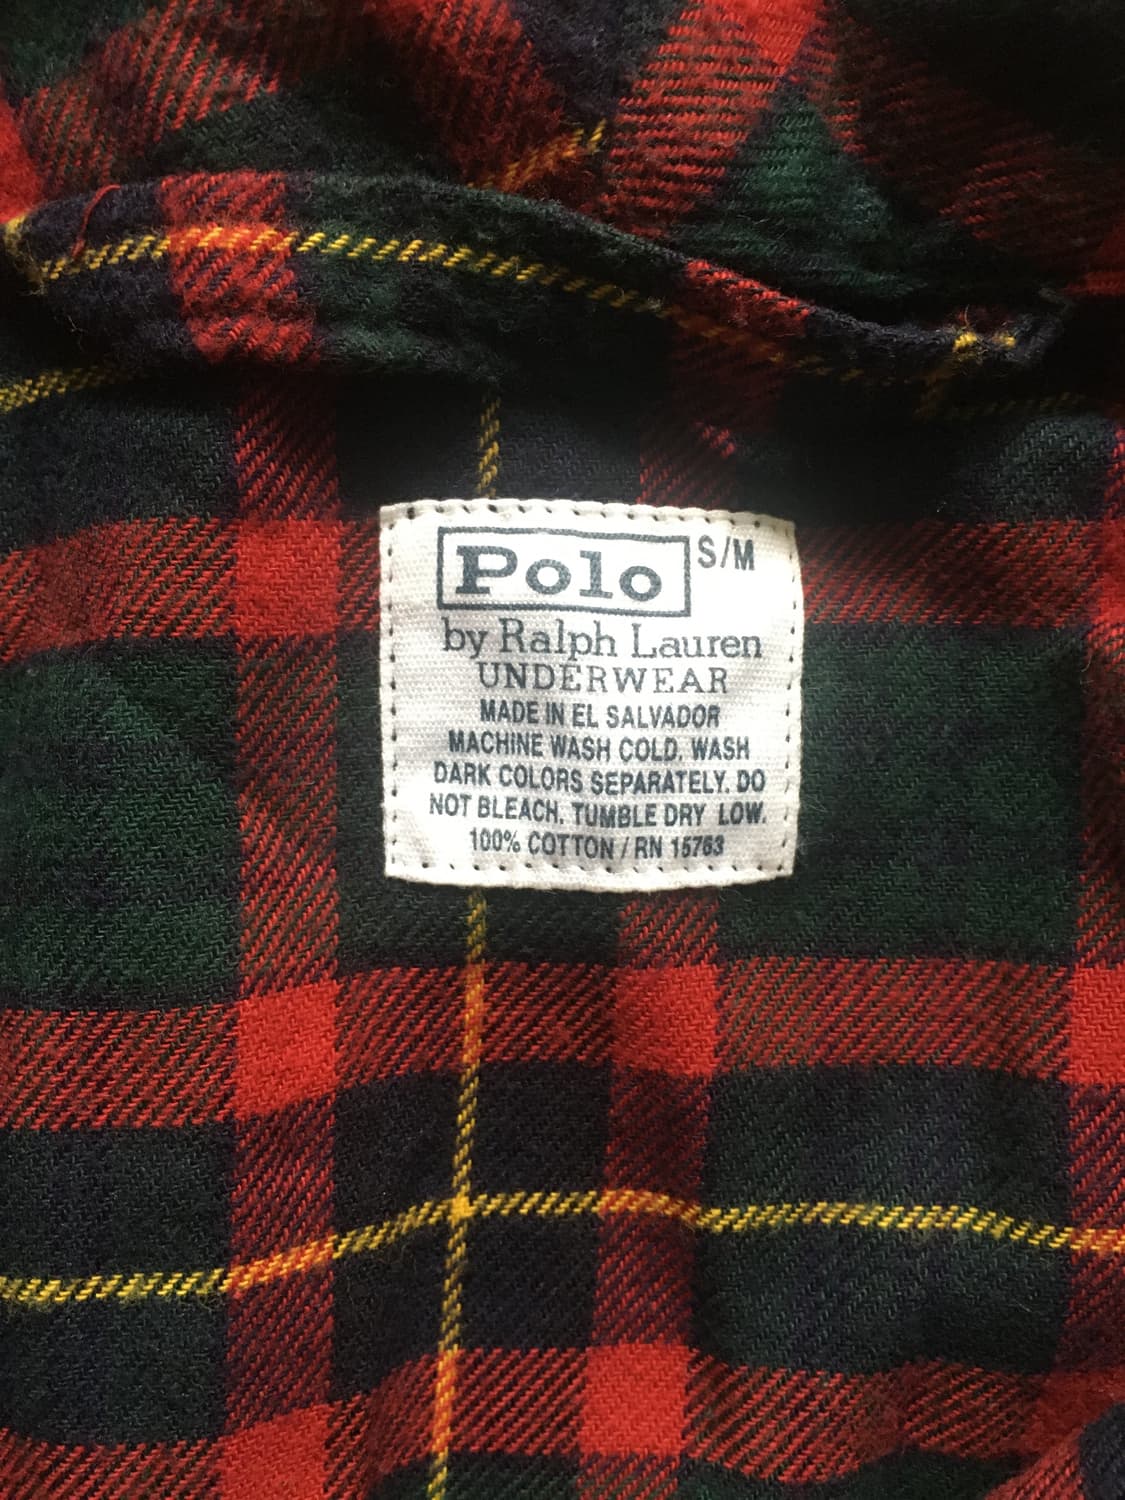 Polo S/M
by Ralph Lauren
UNDERWEAR
MADE IN EL SALVADOR
MACHINE WASH COLD. WASH
DARK COLORS SEPARATELY. DO
NOT BLEACH. TUMBLE DRY LOW.
100% COTTON / RN 15763